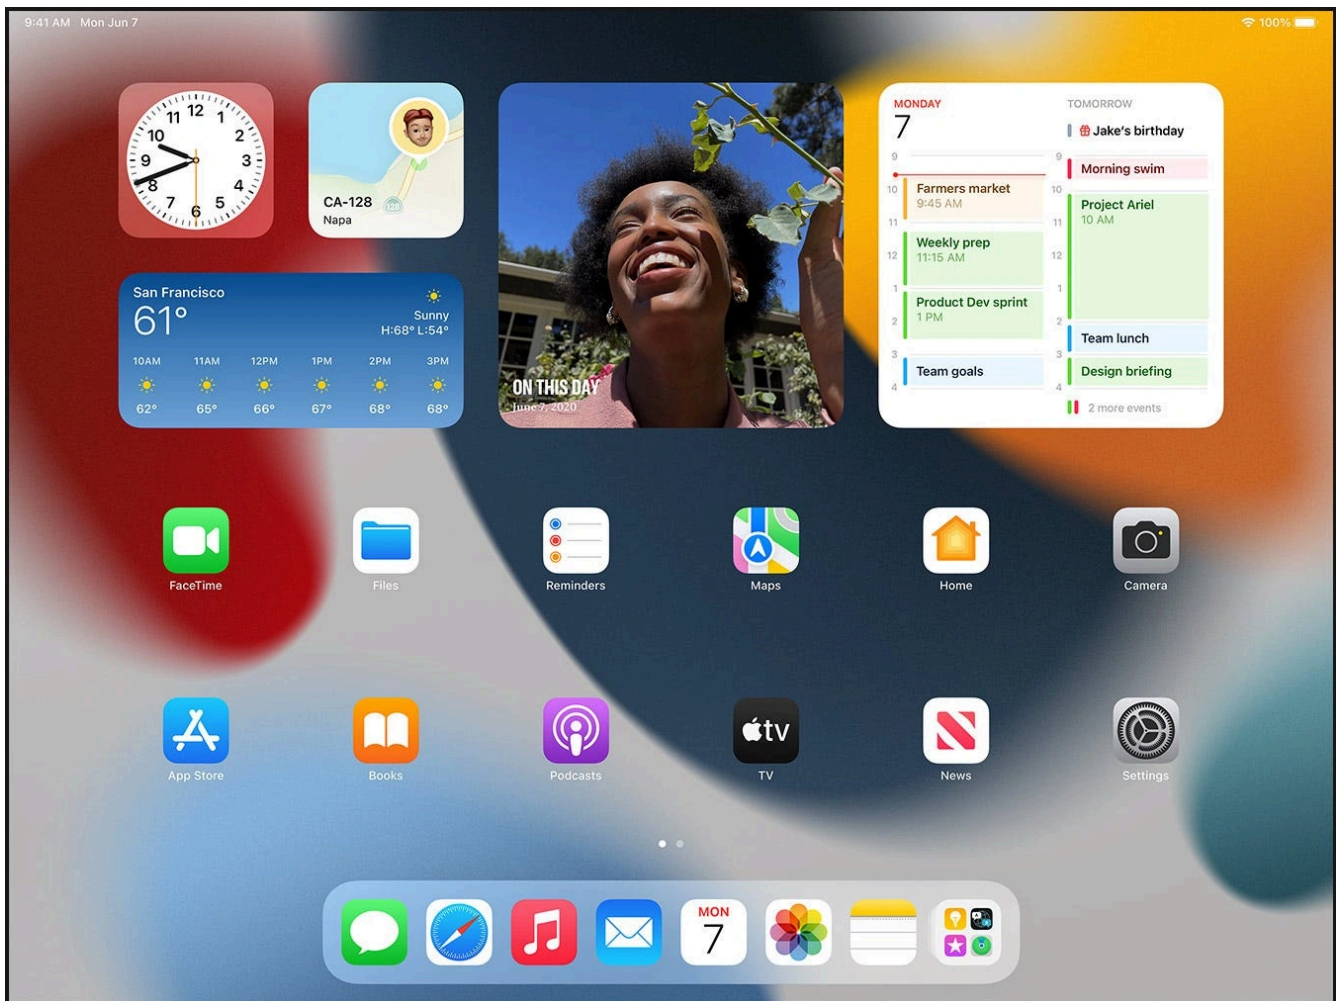 9:41 AM Mon Jun 7
100%
12
11 1
10 2
9 3
8 4
7 5
6
CA-128
128
Napa
San Francisco
61°
Sunny
H:68° L:54°
10AM 11AM 12PM 1PM 2PM 3PM
62° 65° 66° 67° 68° 68°
ON THIS DAY
June 7, 2020
MONDAY
7
9
10
Farmers market
9:45 AM
11
Weekly prep
11:15 AM
12
1
Product Dev sprint
1 PM
2
3
Team goals
4
TOMORROW
Jake's birthday
9
Morning swim
10
Project Ariel
10 AM
11
12
1
2
Team lunch
3
Design briefing
4
2 more events
FaceTime
Files
Reminders
Maps
Home
Camera
tv
App Store
Books
Podcasts
TV
News
Settings
MON
7